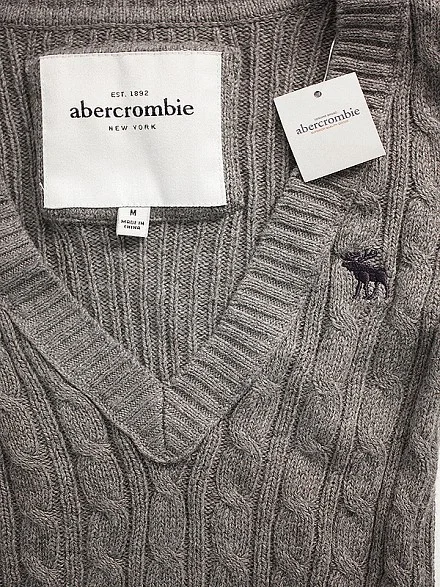 EST. 1892
abercrombie
NEW YORK
M
MADE IN
CHINA
abercrombie